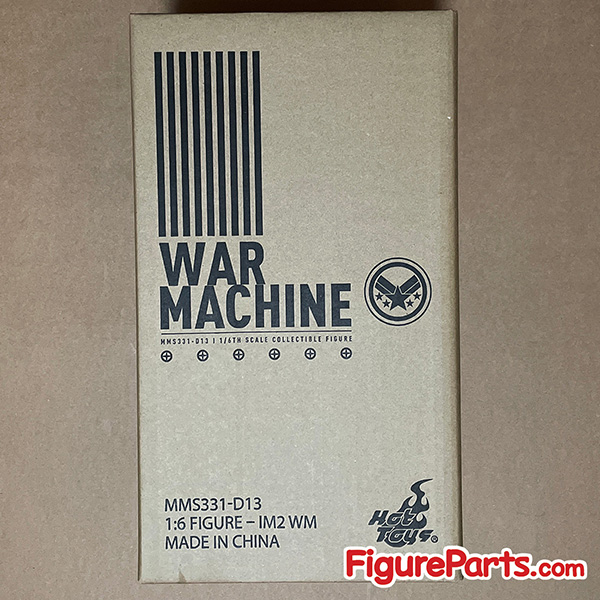 WAR
MACHINE
MMS331-D13 | 1/6TH SCALE COLLECTIBLE FIGURE
MMS331-D13
1:6 FIGURE – IM2 WM
MADE IN CHINA
Hot
Toys®
FigureParts.com